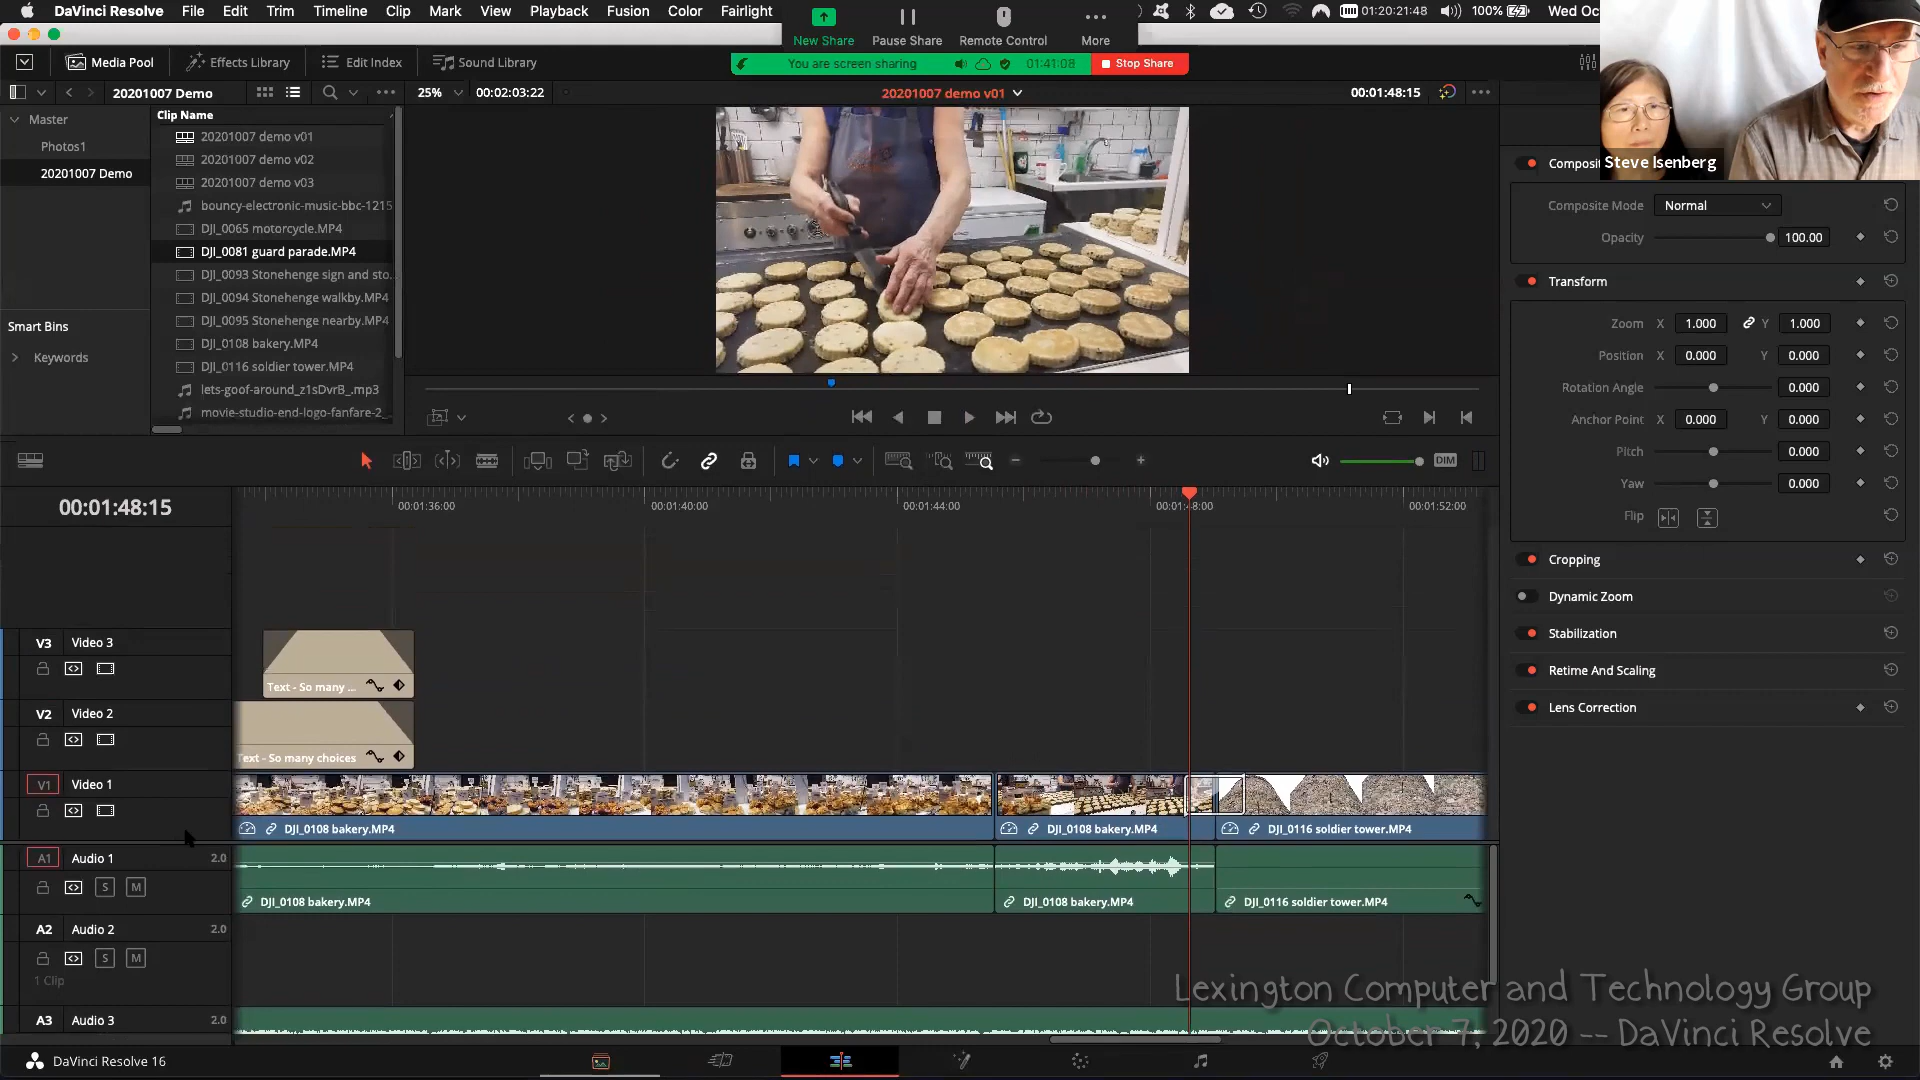 DaVinci Resolve File Edit Trim Timeline Clip Mark View Playback Fusion Color Fairlight
01:20:21:48 100% Wed Oc
New Share Pause Share Remote Control More
You are screen sharing 01:41:08 Stop Share
Media Pool Effects Library Edit Index Sound Library
20201007 Demo 25% 00:02:03:22 20201007 demo v01 00:01:48:15
Master
Photos1
20201007 Demo
Smart Bins
Keywords
Clip Name
20201007 demo v01
20201007 demo v02
20201007 demo v03
bouncy-electronic-music-bbc-1215
DJI_0065 motorcycle.MP4
DJI_0081 guard parade.MP4
DJI_0093 Stonehenge sign and sto...
DJI_0094 Stonehenge walkby.MP4
DJI_0095 Stonehenge nearby.MP4
DJI_0108 bakery.MP4
DJI_0116 soldier tower.MP4
lets-goof-around_z1sDvrB_.mp3
movie-studio-end-logo-fanfare-2_
Steve Isenberg
Composi
Composite Mode Normal
Opacity 100.00
Transform
Zoom X 1.000 Y 1.000
Position X 0.000 Y 0.000
Rotation Angle 0.000
Anchor Point X 0.000 Y 0.000
Pitch 0.000
Yaw 0.000
Flip
Cropping
Dynamic Zoom
Stabilization
Retime And Scaling
Lens Correction
DIM
00:01:48:15
00:01:36:00 00:01:40:00 00:01:44:00 00:01:48:00 00:01:52:00
V3 Video 3
Text - So many ...
V2 Video 2
Text - So many choices
V1 Video 1
DJI_0108 bakery.MP4 DJI_0108 bakery.MP4 DJI_0116 soldier tower.MP4
A1 Audio 1 2.0
S M
DJI_0108 bakery.MP4 DJI_0108 bakery.MP4 DJI_0116 soldier tower.MP4
A2 Audio 2 2.0
S M
1 Clip
A3 Audio 3 2.0
Lexington Computer and Technology Group
October 7, 2020 -- DaVinci Resolve
DaVinci Resolve 16